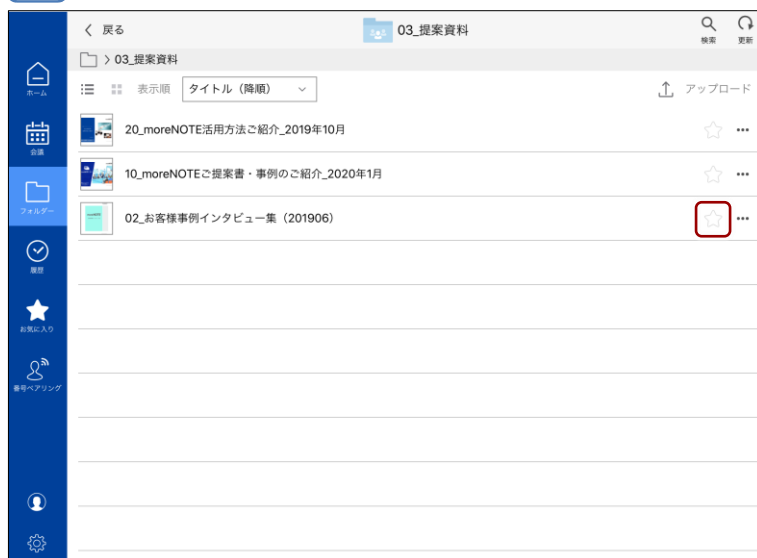 戻る
03_提案資料
検索
更新
03_提案資料
表示順
タイトル（降順）
アップロード
20_moreNOTE活用方法ご紹介_2019年10月
10_moreNOTEご提案書・事例のご紹介_2020年1月
02_お客様事例インタビュー集（201906）
ホーム
会議
フォルダー
履歴
お気に入り
番号ペアリング